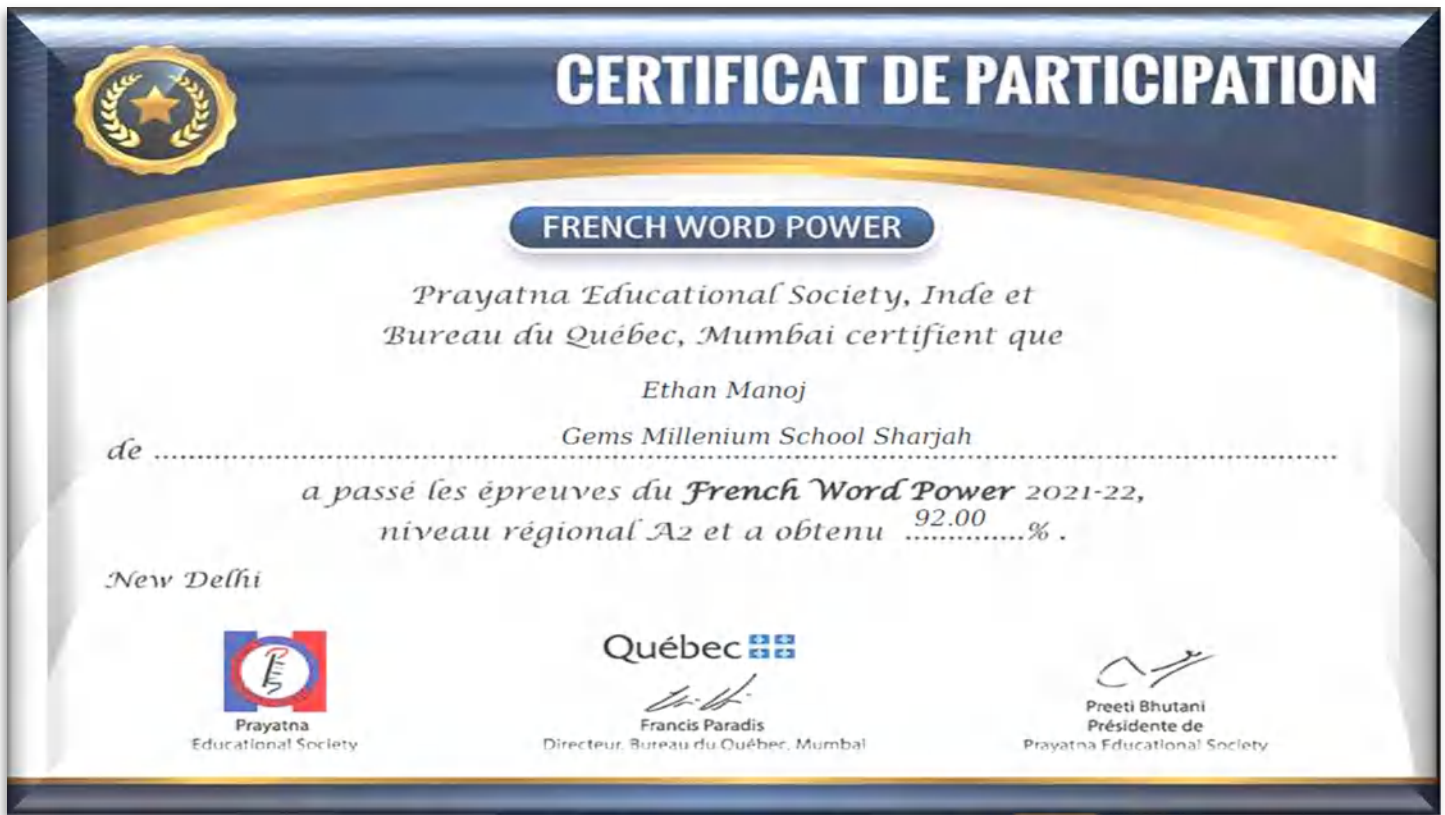 CERTIFICAT DE PARTICIPATION
FRENCH WORD POWER
Prayatna Educational Society, Inde et
Bureau du Québec, Mumbai certifient que
Ethan Manoj
de ........ Gems Millenium School Sharjah ........
a passé les épreuves du French Word Power 2021-22,
niveau régional A2 et a obtenu 92.00 %.
New Delhi
PES
Prayatna
Educational Society
Québec
Francis Paradis
Directeur, Bureau du Québec, Mumbai
Preeti Bhutani
Présidente de
Prayatna Educational Society